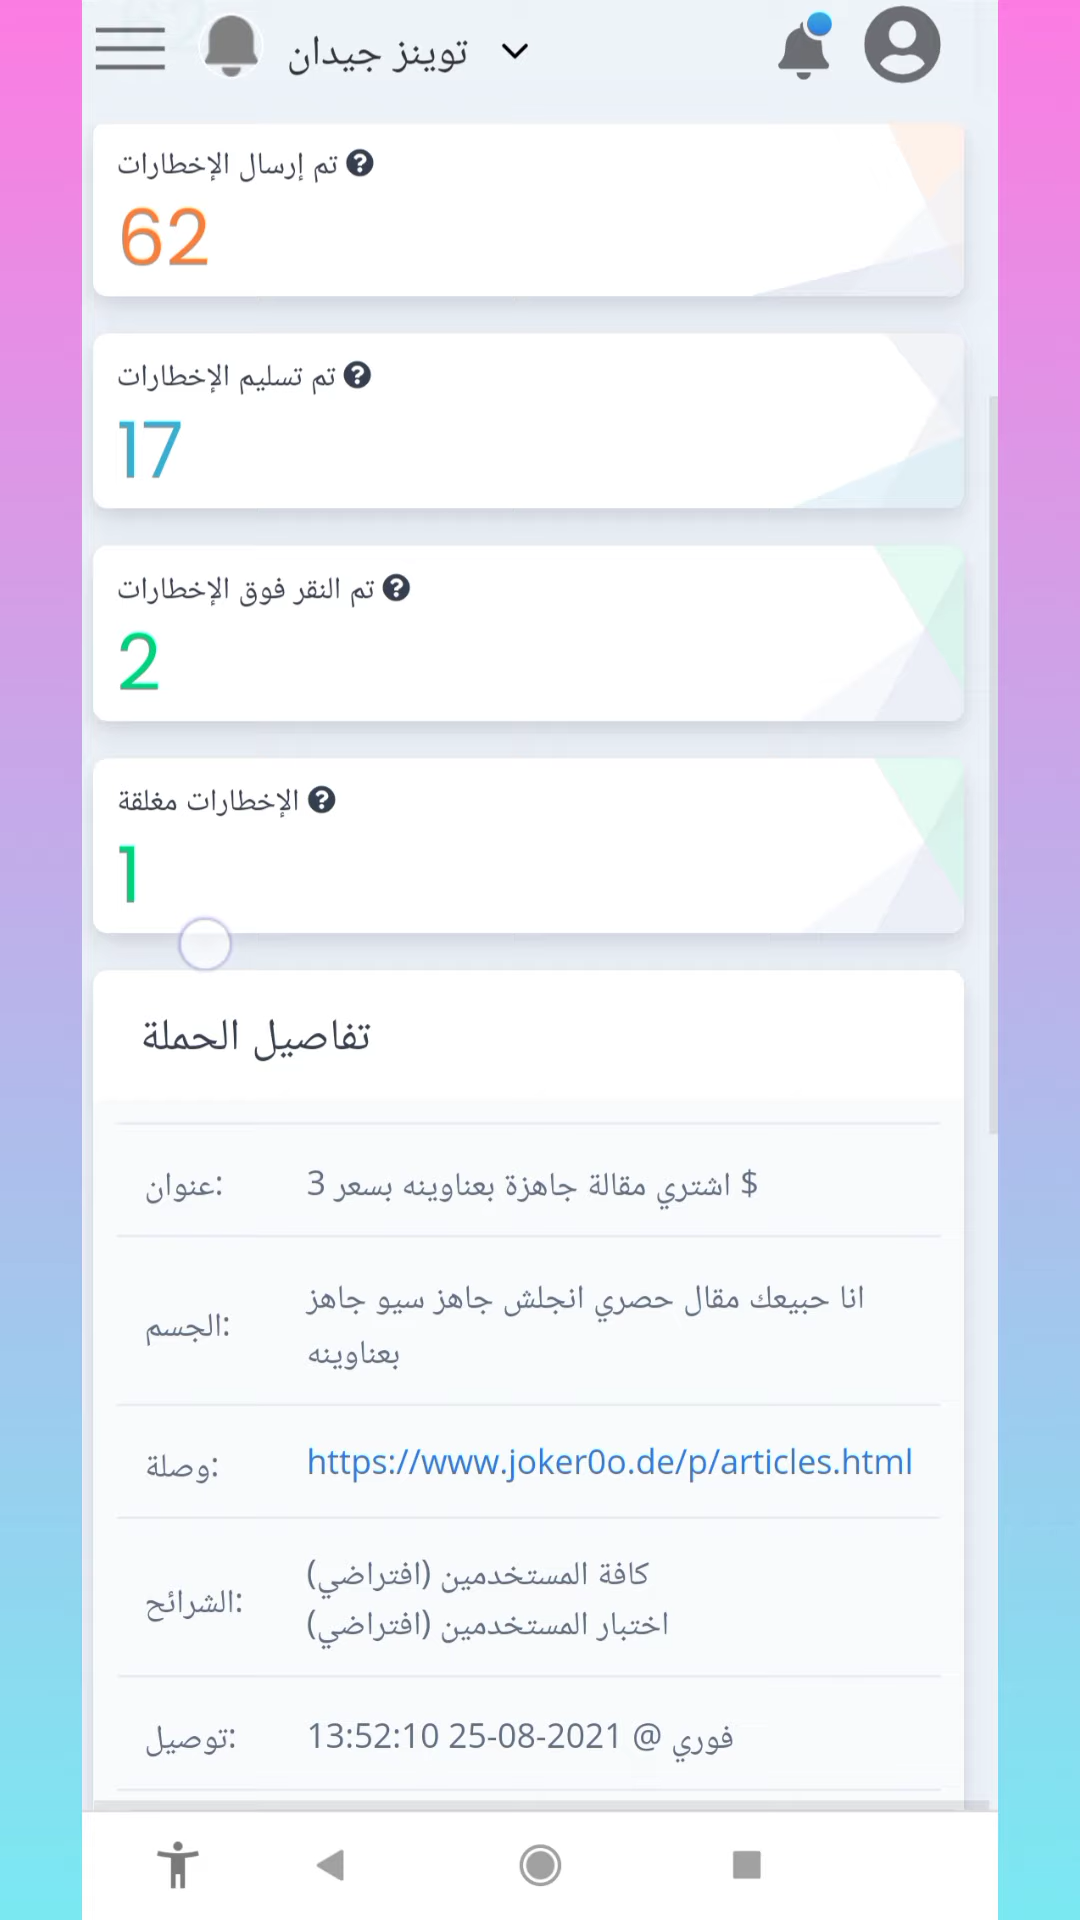 توينز جيدان
تم إرسال الإخطارات
62
تم تسليم الإخطارات
17
تم النقر فوق الإخطارات
2
الإخطارات مغلقة
1
تفاصيل الحملة
عنوان:
$ اشتري مقالة جاهزة بعناوينه بسعر 3
الجسم:
انا حبيعك مقال حصري انجلش جاهز سيو جاهز
بعناوينه
وصلة:
https://www.joker0o.de/p/articles.html
الشرائح:
كافة المستخدمين (افتراضي)
اختبار المستخدمين (افتراضي)
توصيل:
فوري @ 2021-08-25 13:52:10